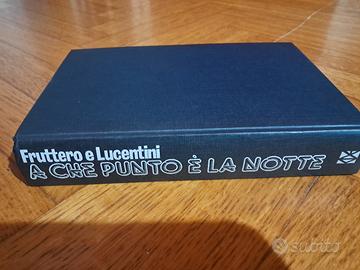 Fruttero e Lucentini
A CHE PUNTO È LA NOTTE
subito